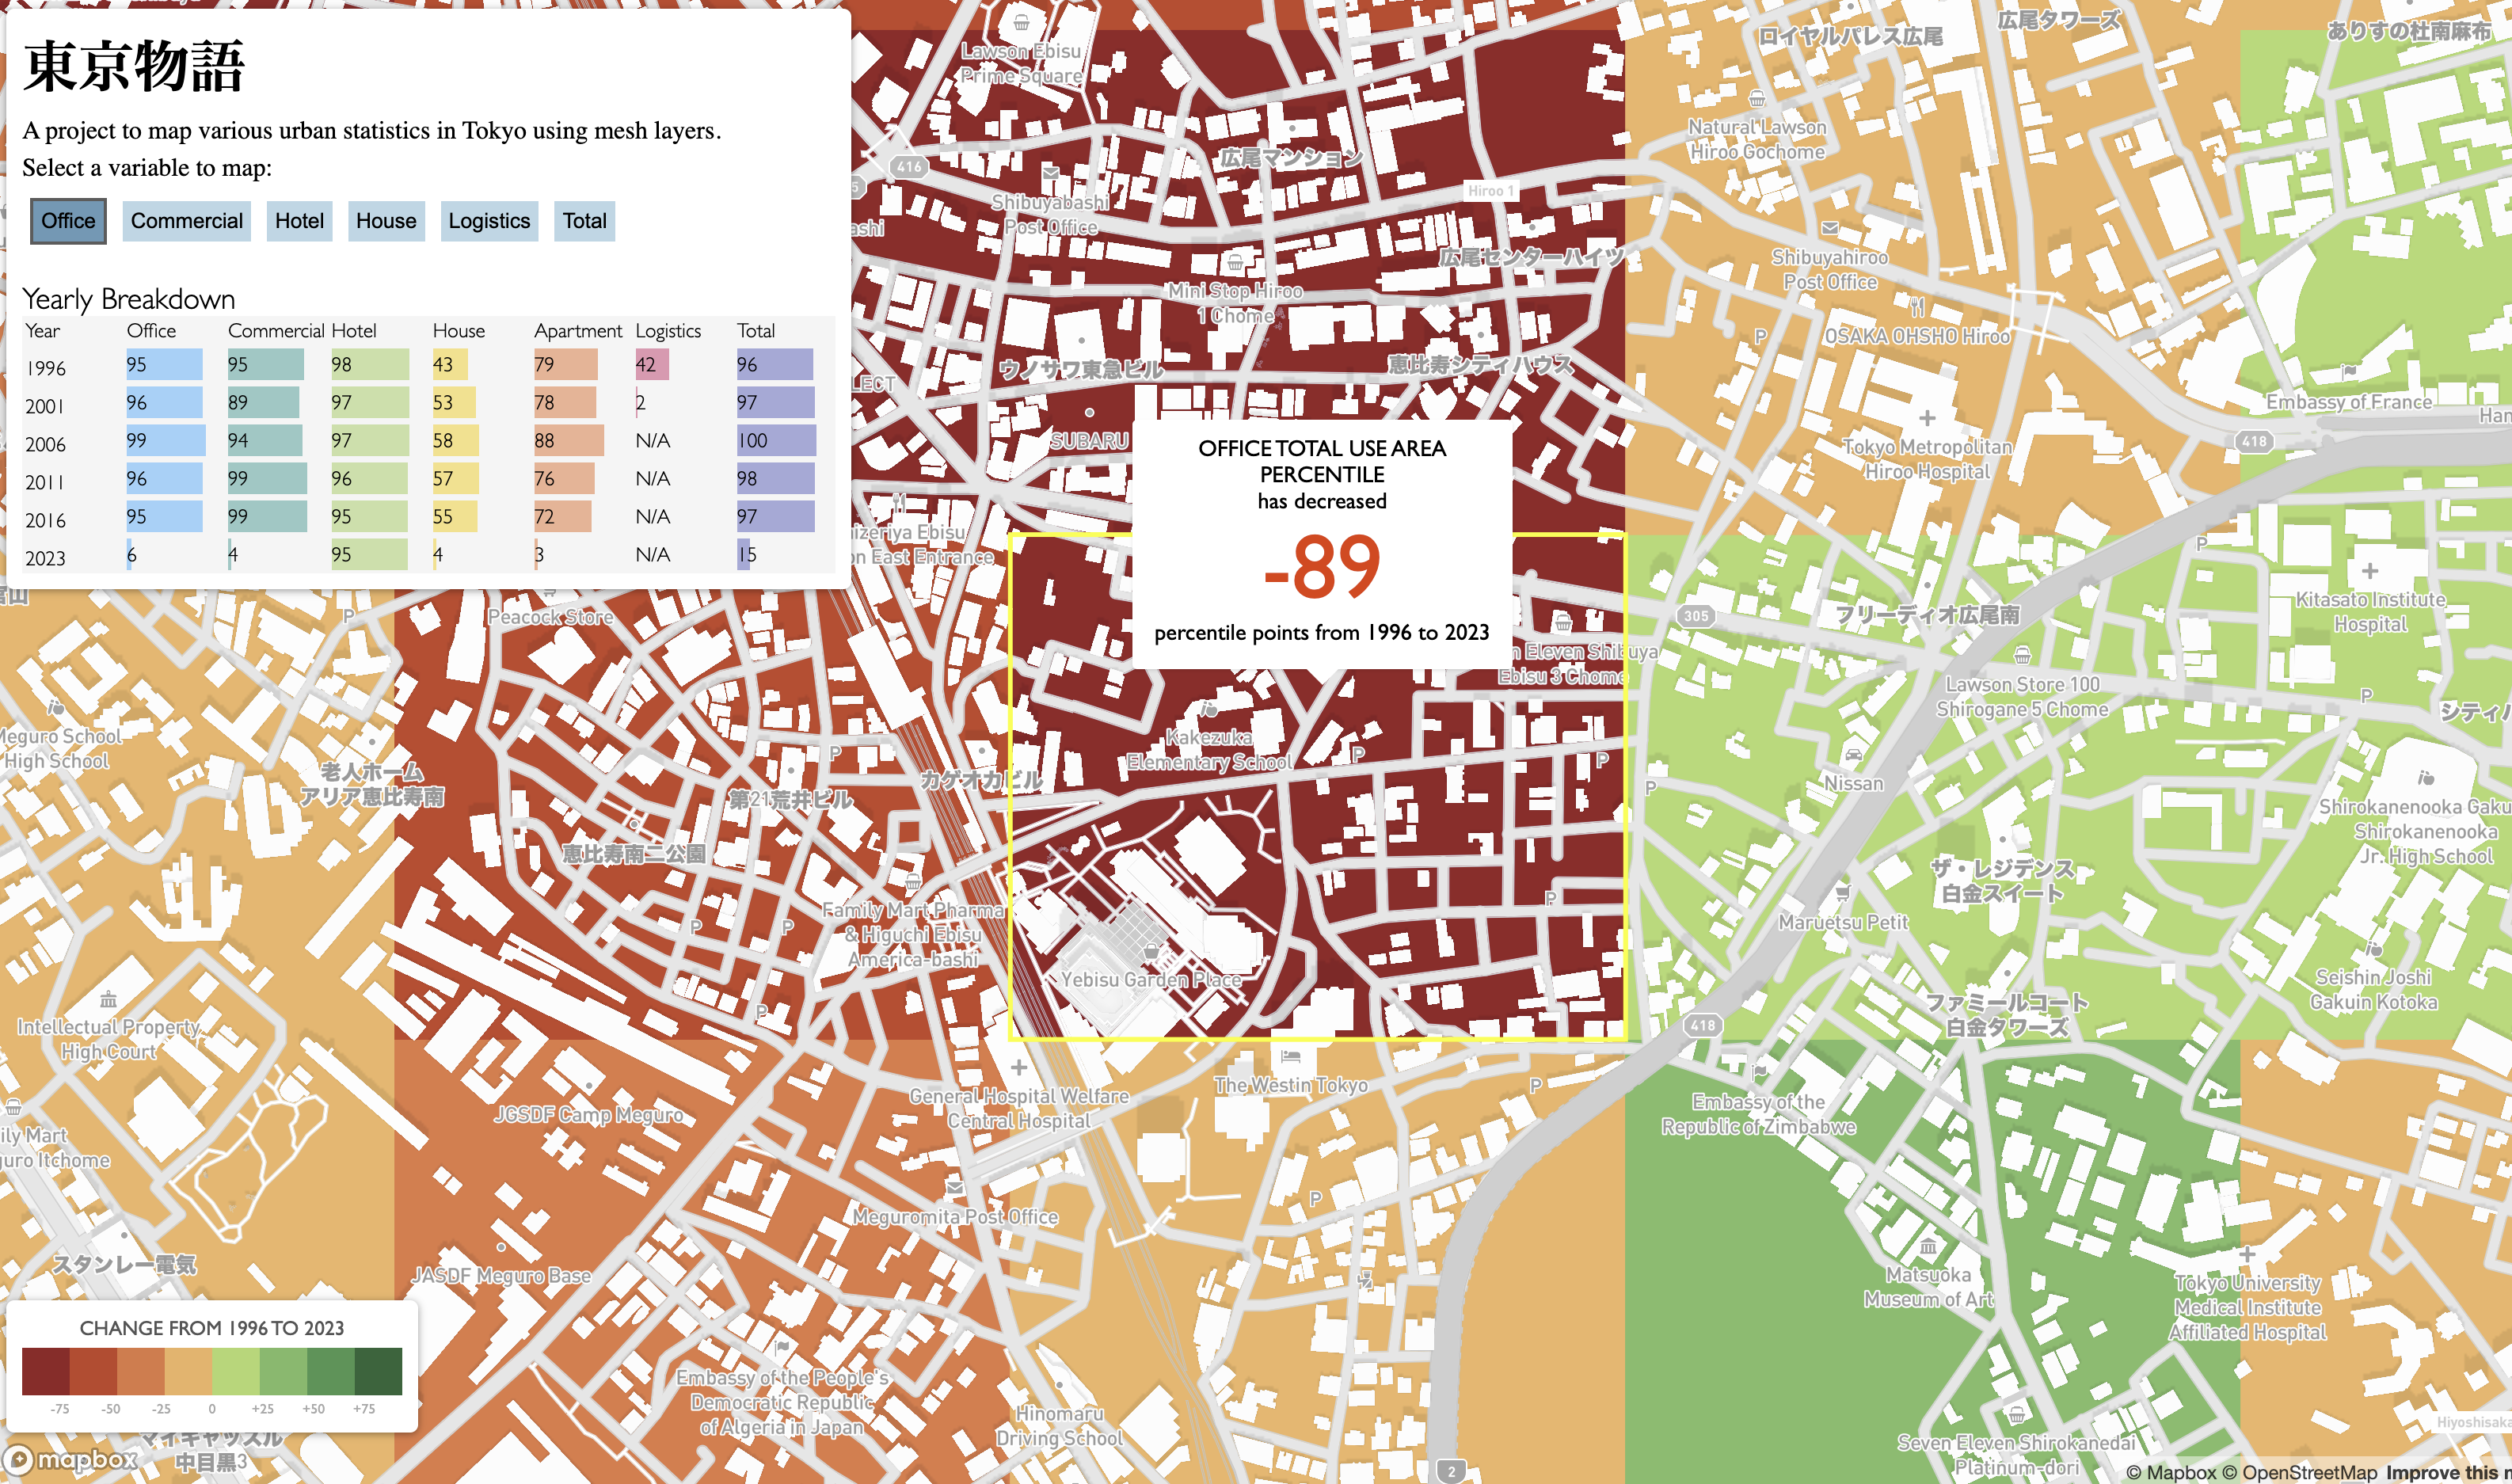 東京物語
A project to map various urban statistics in Tokyo using mesh layers.
Select a variable to map:
Office Commercial Hotel House Logistics Total
Yearly Breakdown
Year Office Commercial Hotel House Apartment Logistics Total
1996 95 95 98 43 79 42 96
2001 96 89 97 53 78 2 97
2006 99 94 97 58 88 N/A 100
2011 96 99 96 57 76 N/A 98
2016 95 99 95 55 72 N/A 97
2023 6 4 95 4 3 N/A 15
OFFICE TOTAL USE AREA
PERCENTILE
has decreased
-89
percentile points from 1996 to 2023
Lawson Ebisu
Prime Square
416
5
広尾マンション
Shibuyabashi
Post Office
ashi
Hiroo 1
広尾センターハイツ
Mini Stop Hiroo
1 Chome
ウノサワ東急ビル
恵比寿シティハウス
LECT
SUBARU
izeriya Ebisu
on East Entrance
ロイヤルパレス広尾
広尾タワーズ
ありすの杜南麻布
Natural Lawson
Hiroo Gochome
Shibuyahiroo
Post Office
P
OSAKA OHSHO Hiroo
Embassy of France
Han
418
Tokyo Metropolitan
Hiroo Hospital
P
Kitasato Institute
Hospital
305
フリーディオ広尾南
n Eleven Shibuya
Ebisu 3 Chome
Lawson Store 100
Shirogane 5 Chome
P
シティハ
Peacock Store
P
Meguro School
High School
老人ホーム
アリア恵比寿南
P
カゲオカビル
第21荒井ビル
恵比寿南二公園
Kakezuka
Elementary School
P
P
P
Nissan
Shirokanenooka Gaku
Shirokanenooka
Jr. High School
Family Mart Pharma
& Higuchi Ebisu
America-bashi
P
P
P
P
Yebisu Garden Place
ザ・レジデンス
白金スイート
Maruetsu Petit
Seishin Joshi
Gakuin Kotoka
418
ファミールコート
白金タワーズ
Intellectual Property
High Court
JGSDF Camp Meguro
General Hospital Welfare
Central Hospital
The Westin Tokyo
P
Embassy of the
Republic of Zimbabwe
ily Mart
guro Itchome
Meguromita Post Office
P
スタンレー電気
JASDF Meguro Base
Matsuoka
Museum of Art
Tokyo University
Medical Institute
Affiliated Hospital
Embassy of the People's
Democratic Republic
of Algeria in Japan
Hinomaru
Driving School
2
Seven Eleven Shirokanedai
Platinum-dori
Hiyoshisaka
CHANGE FROM 1996 TO 2023
-75 -50 -25 0 +25 +50 +75
マイキャッスル
中目黒3
mapbox
© Mapbox © OpenStreetMap Improve this m